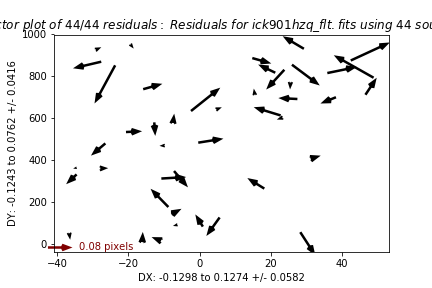 ctor plot of 44/44 residuals: Residuals for ick901hzq_flt. fits using 44 sou
1000
800
600
400
200
0
0.08 pixels
−40 −20 0 20 40
DX: -0.1298 to 0.1274 +/- 0.0582
DY: -0.1243 to 0.0762 +/- 0.0416